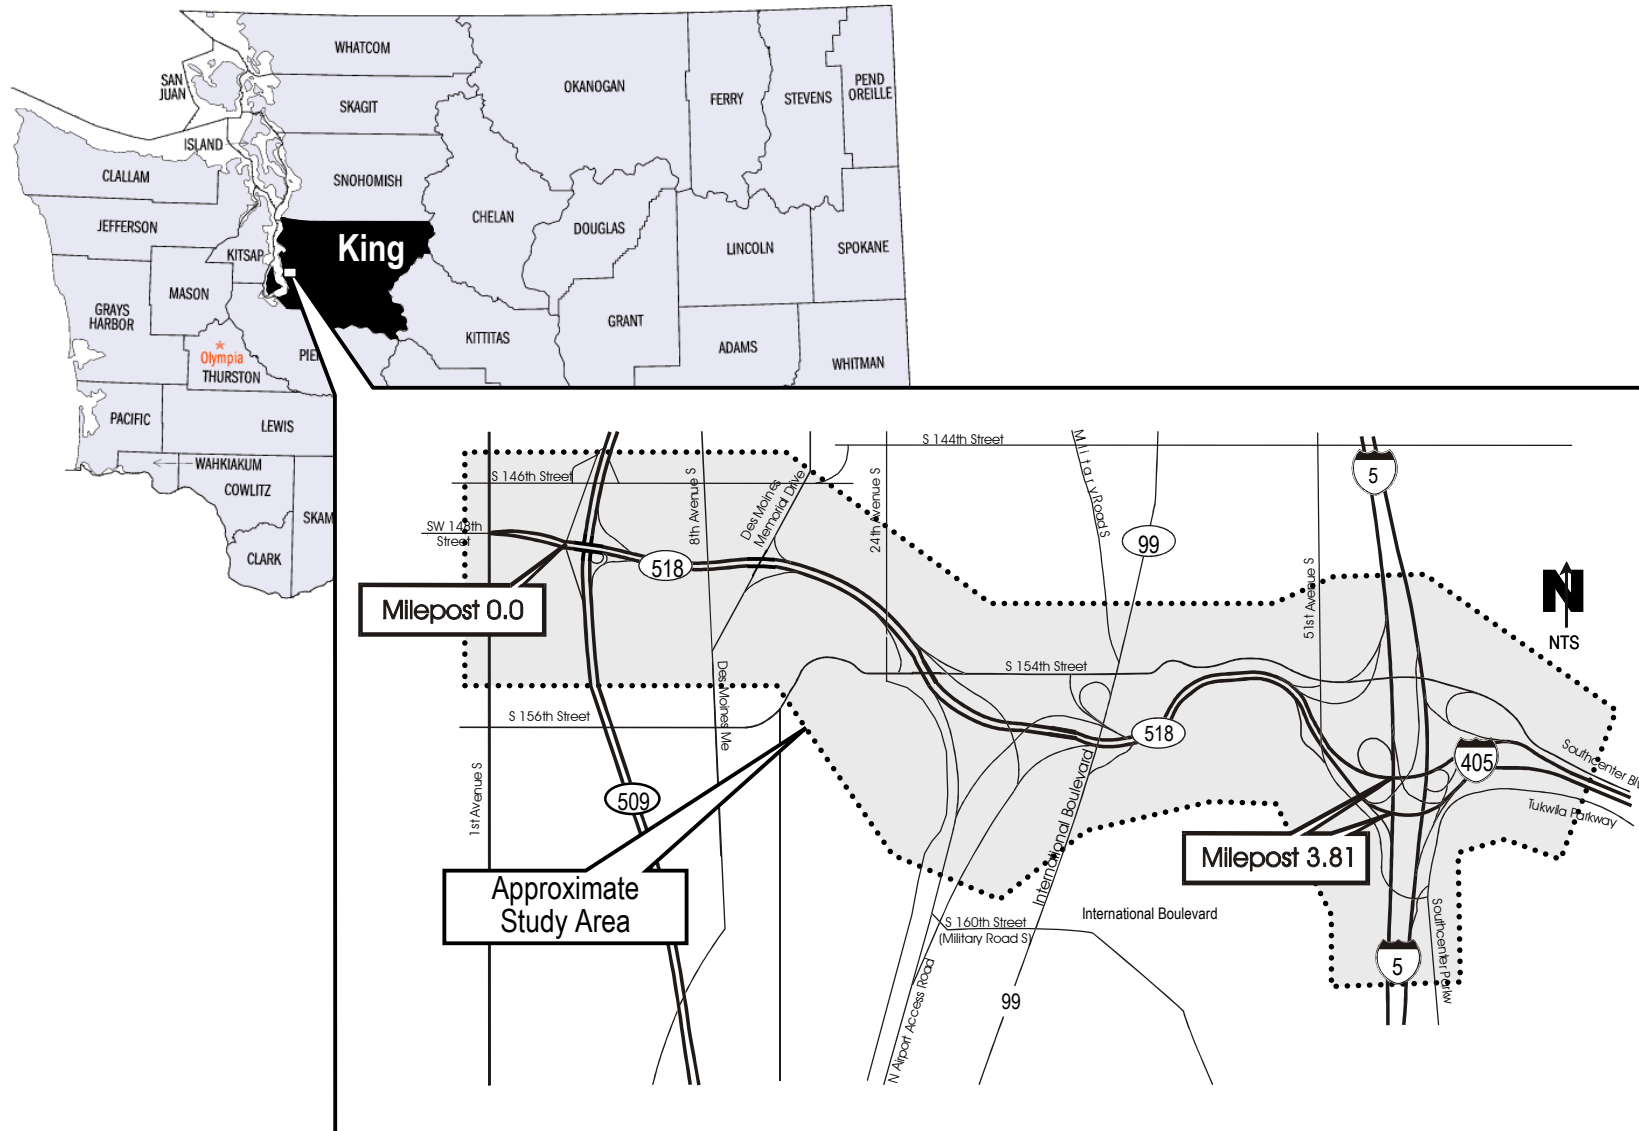 WHATCOM
SAN
JUAN
SKAGIT
ISLAND
OKANOGAN
FERRY
STEVENS
PEND
OREILLE
CLALLAM
SNOHOMISH
JEFFERSON
CHELAN
DOUGLAS
KITSAP
King
LINCOLN
SPOKANE
MASON
GRAYS
HARBOR
GRANT
KITTITAS
ADAMS
WHITMAN
Olympia
THURSTON
PIE
PACIFIC
LEWIS
WAHKIAKUM
COWLITZ
SKAM
CLARK
S 144th Street
S 146th Street
SW 148th
Street
8th Avenue S
Des Moines
Memorial Drive
24th Avenue S
Military Road S
99
5
51st Avenue S
518
Milepost 0.0
N
NTS
S 154th Street
Des Moines Me
S 156th Street
518
1st Avenue S
509
International Boulevard
405
Southcenter Blv
Tukwila Parkway
Milepost 3.81
Approximate
Study Area
S 160th Street
(Military Road S)
International Boulevard
Southcenter Parkw
5
N Airport Access Road
99